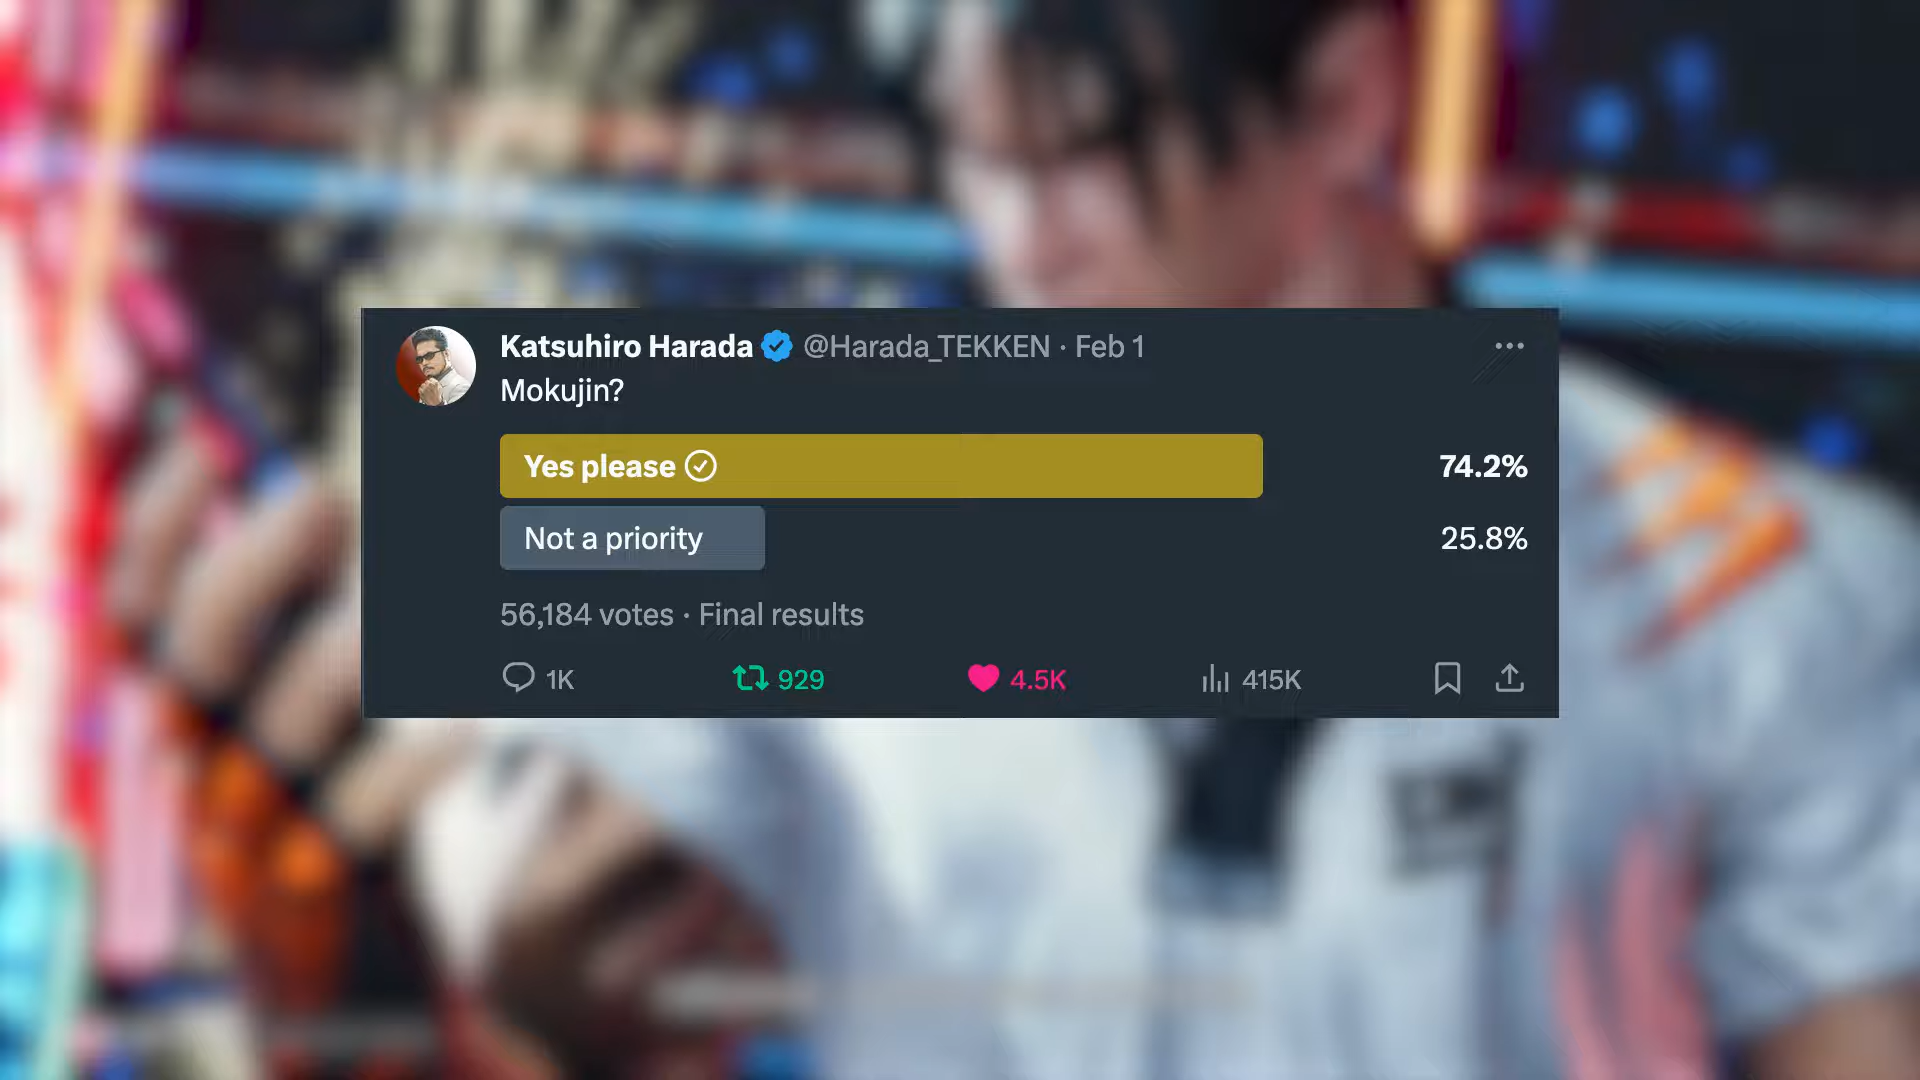 Katsuhiro Harada @Harada_TEKKEN · Feb 1
Mokujin?
Yes please 74.2%
Not a priority 25.8%
56,184 votes · Final results
1K 929 4.5K 415K